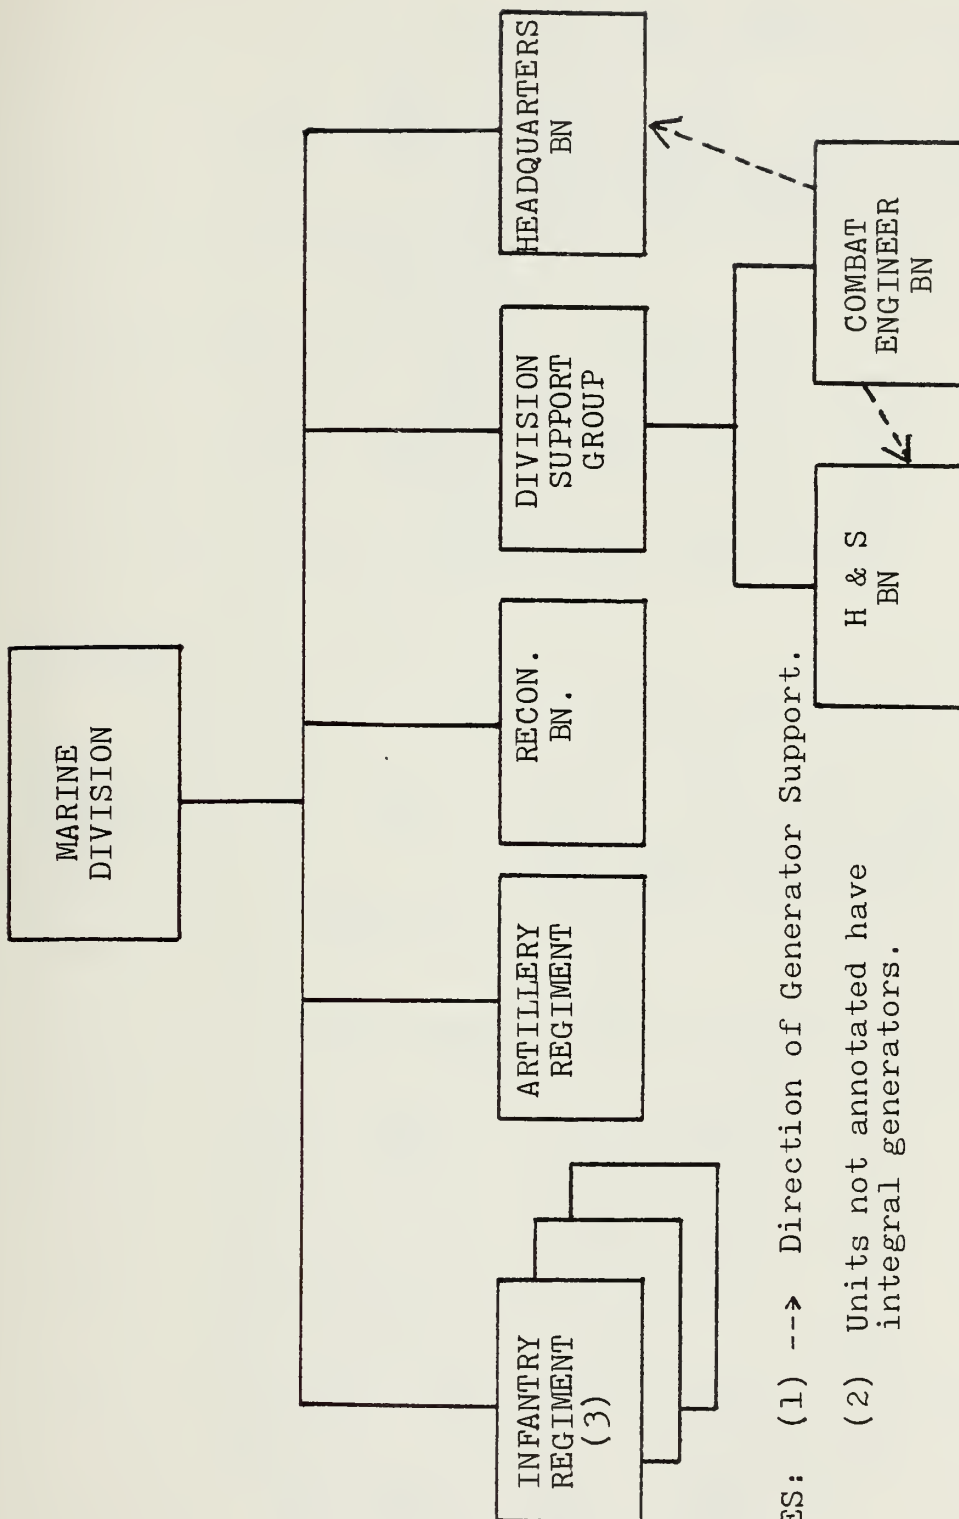 MARINE
DIVISION
INFANTRY
REGIMENT
(3)
ARTILLERY
REGIMENT
RECON.
BN.
DIVISION
SUPPORT
GROUP
HEADQUARTERS
BN
H & S
BN
COMBAT
ENGINEER
BN
ES: (1) --→ Direction of Generator Support.
(2) Units not annotated have
integral generators.